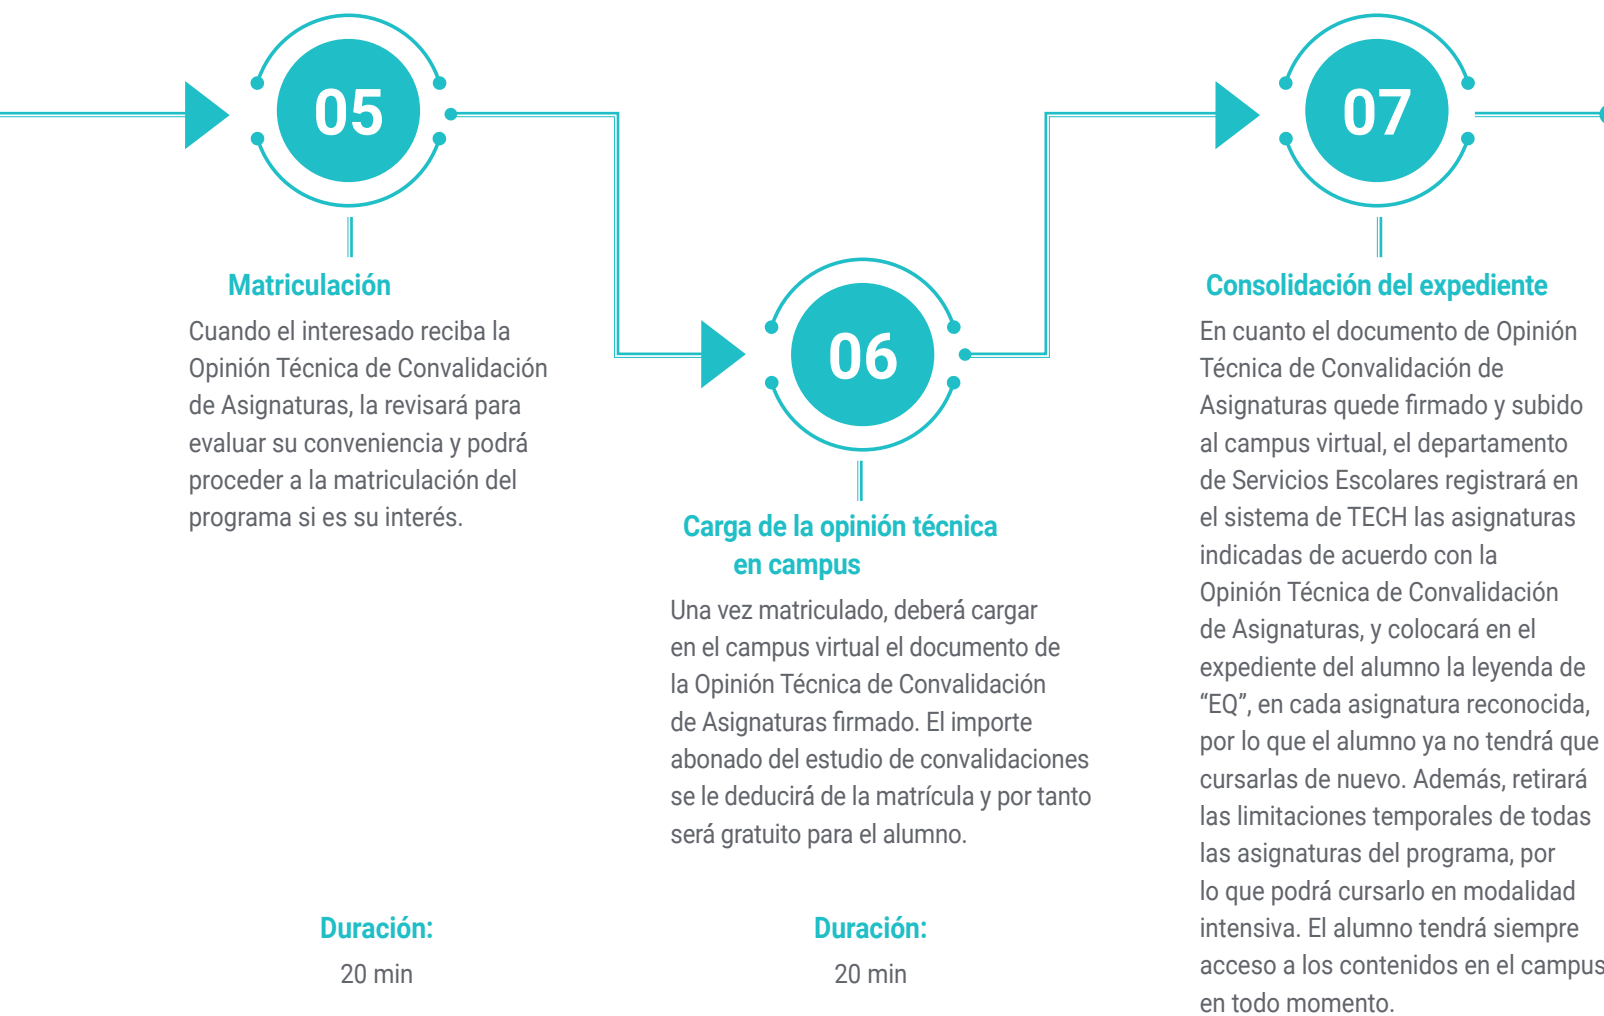 05
Matriculación
Cuando el interesado reciba la
Opinión Técnica de Convalidación
de Asignaturas, la revisará para
evaluar su conveniencia y podrá
proceder a la matriculación del
programa si es su interés.
Duración:
20 min
06
Carga de la opinión técnica
en campus
Una vez matriculado, deberá cargar
en el campus virtual el documento de
la Opinión Técnica de Convalidación
de Asignaturas firmado. El importe
abonado del estudio de convalidaciones
se le deducirá de la matrícula y por tanto
será gratuito para el alumno.
Duración:
20 min
07
Consolidación del expediente
En cuanto el documento de Opinión
Técnica de Convalidación de
Asignaturas quede firmado y subido
al campus virtual, el departamento
de Servicios Escolares registrará en
el sistema de TECH las asignaturas
indicadas de acuerdo con la
Opinión Técnica de Convalidación
de Asignaturas, y colocará en el
expediente del alumno la leyenda de
“EQ”, en cada asignatura reconocida,
por lo que el alumno ya no tendrá que
cursarlas de nuevo. Además, retirará
las limitaciones temporales de todas
las asignaturas del programa, por
lo que podrá cursarlo en modalidad
intensiva. El alumno tendrá siempre
acceso a los contenidos en el campus
en todo momento.